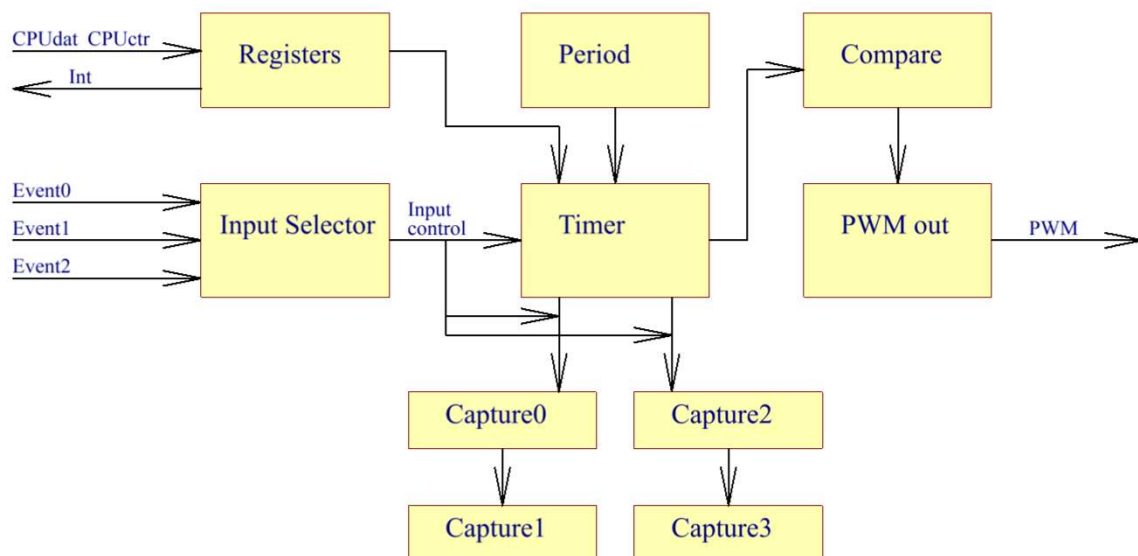 CPUdat CPUctr
Int
Registers
Period
Compare
Event0
Event1
Event2
Input Selector
Input
control
Timer
PWM out
PWM
Capture0
Capture2
Capture1
Capture3